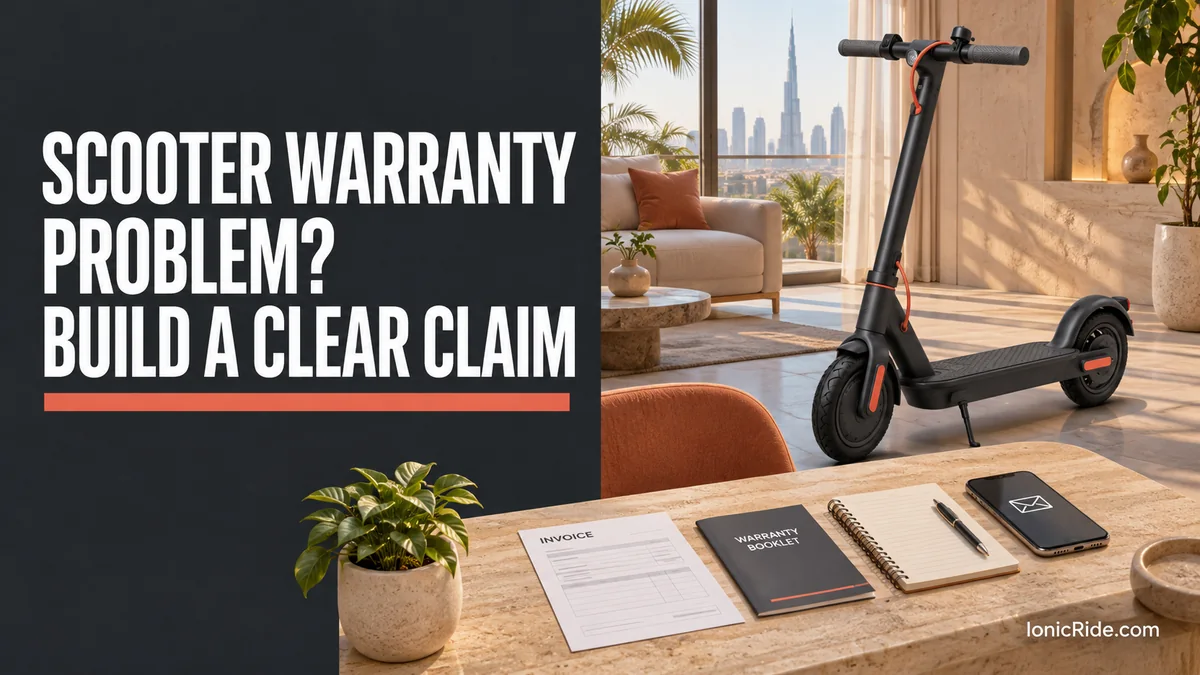 SCOOTER WARRANTY
PROBLEM?
BUILD A CLEAR CLAIM
INVOICE
WARRANTY
BOOKLET
IonicRide.com